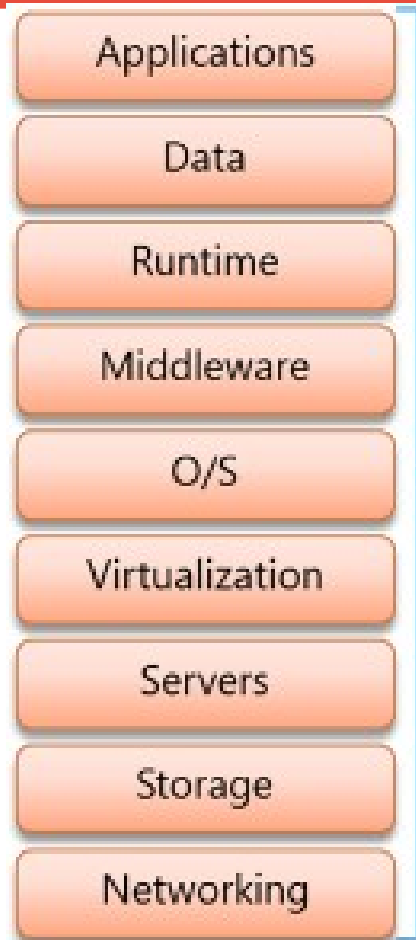 Applications
Data
Runtime
Middleware
O/S
Virtualization
Servers
Storage
Networking